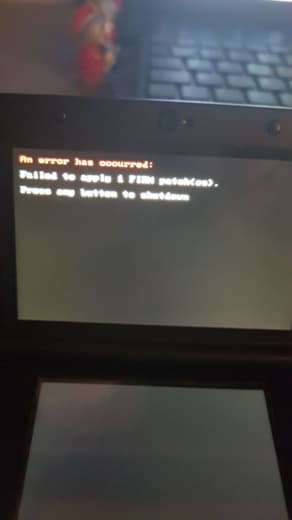 An error has occurred:
Failed to apply 1 FIRM patch(es).
Press any button to shutdown